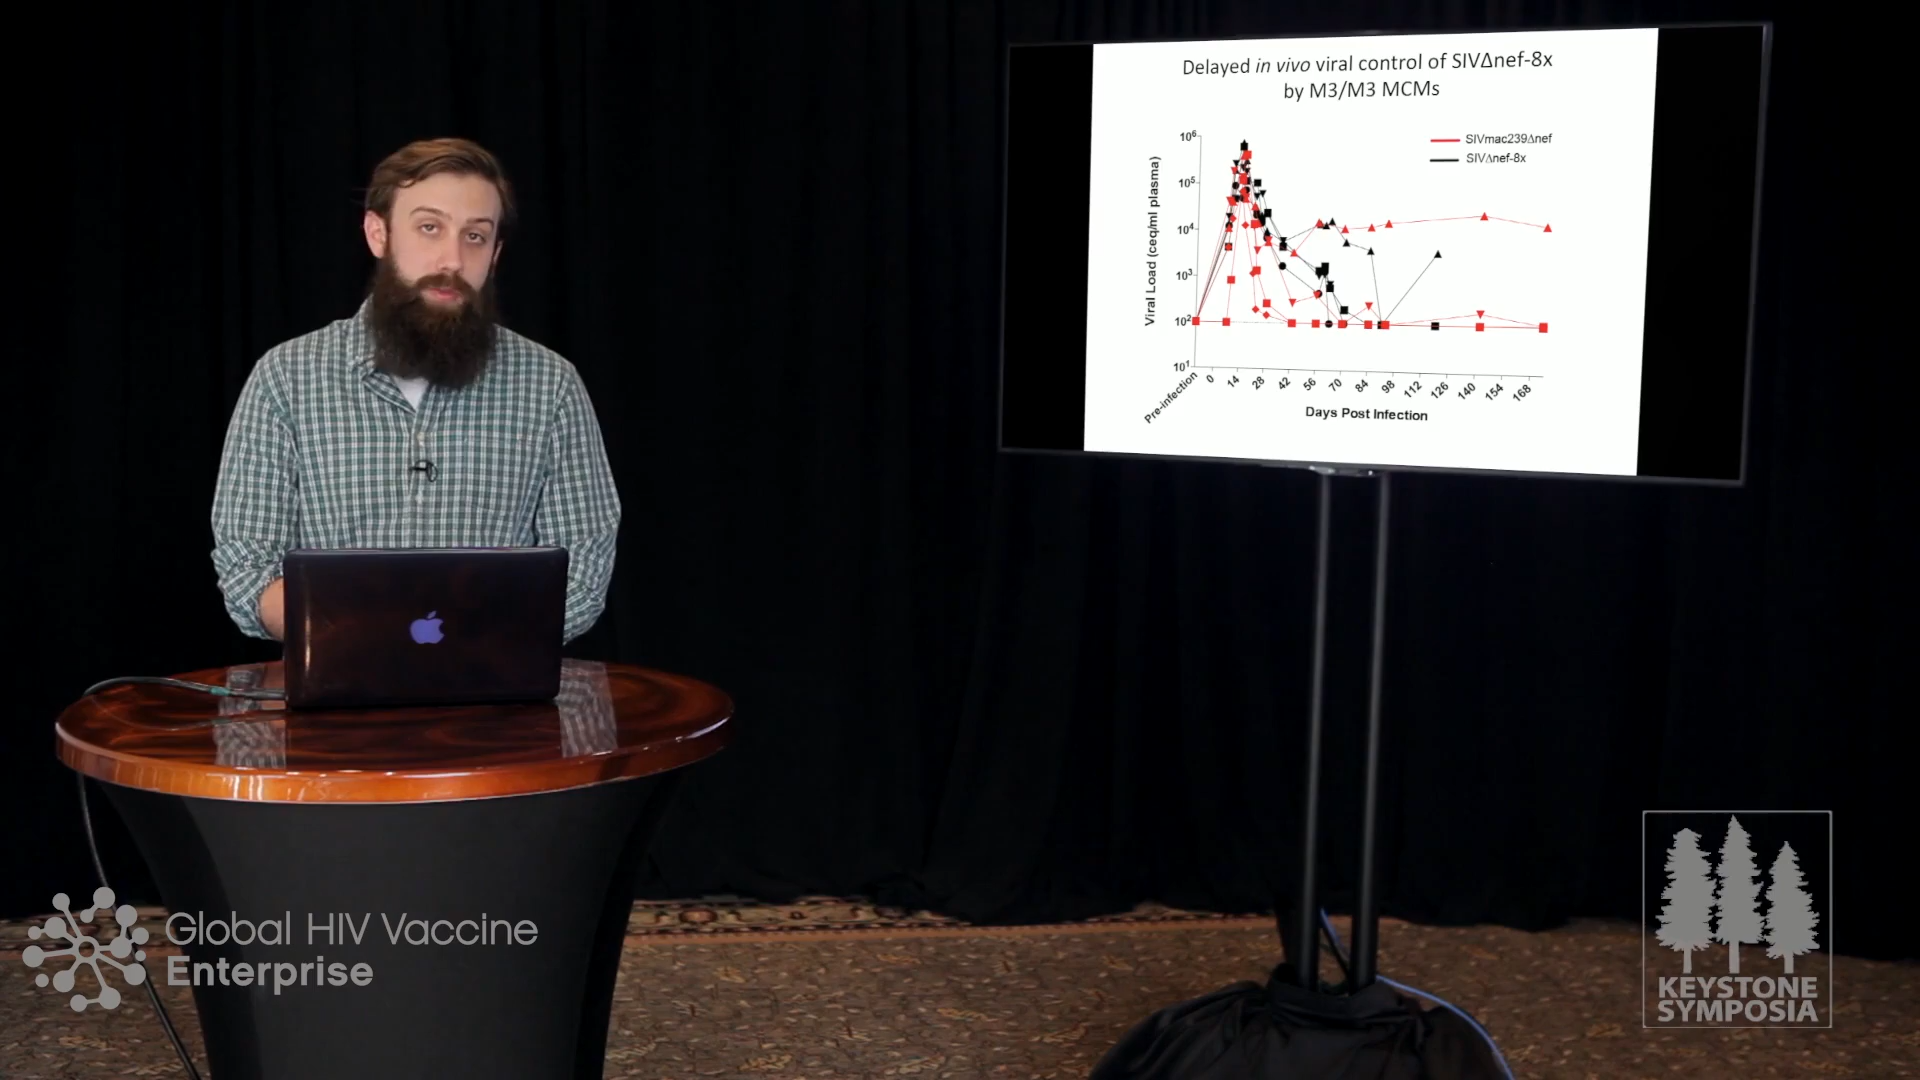 Delayed in vivo viral control of SIVΔnef-8x
by M3/M3 MCMs
SIVmac239Δnef
SIVΔnef-8x
Viral Load (ceq/ml plasma)
10⁶
10⁵
10⁴
10³
10²
10¹
Pre-infection 0 14 28 42 56 70 84 98 112 126 140 154 168
Days Post Infection
Global HIV Vaccine
Enterprise
KEYSTONE
SYMPOSIA